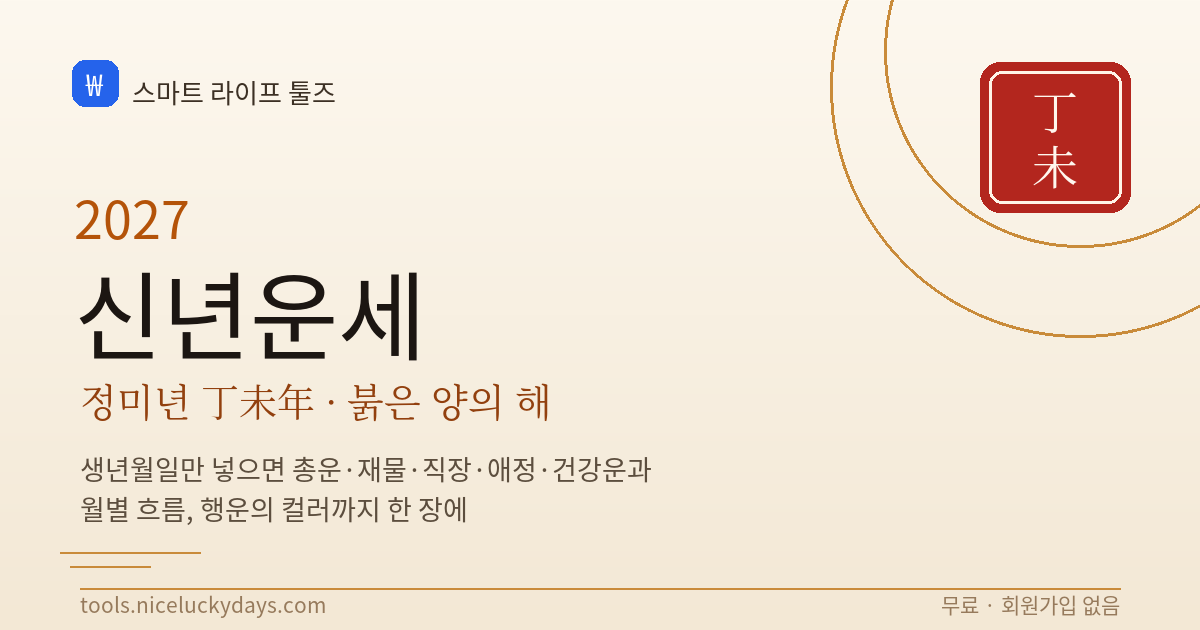 ₩ 스마트 라이프 툴즈
丁
未
2027
신년운세
정미년 丁未年 · 붉은 양의 해
생년월일만 넣으면 총운·재물·직장·애정·건강운과
월별 흐름, 행운의 컬러까지 한 장에
tools.niceluckydays.com
무료 · 회원가입 없음